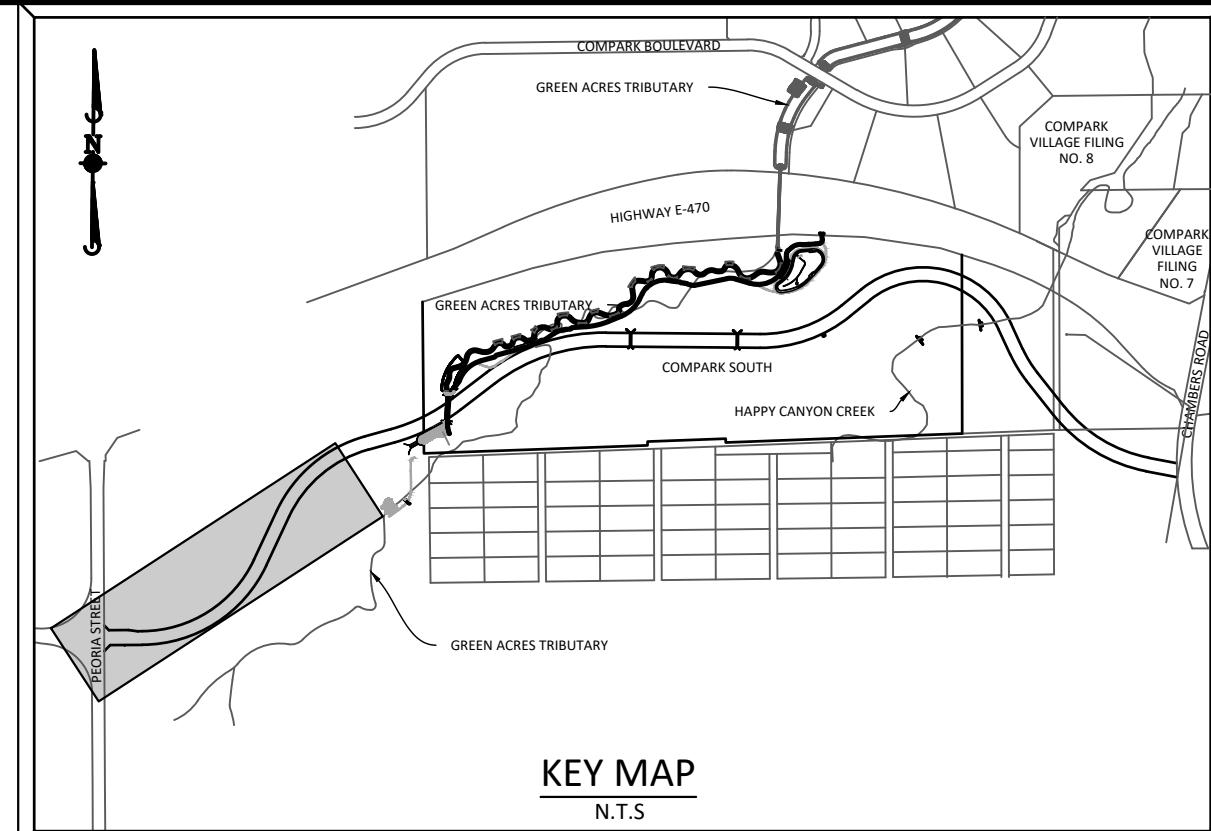 COMPARK BOULEVARD
GREEN ACRES TRIBUTARY
N
COMPARK
VILLAGE FILING
NO. 8
HIGHWAY E-470
COMPARK
VILLAGE
FILING
NO. 7
GREEN ACRES TRIBUTARY
COMPARK SOUTH
CHAMBERS ROAD
HAPPY CANYON CREEK
PEORIA STREET
GREEN ACRES TRIBUTARY
KEY MAP
N.T.S